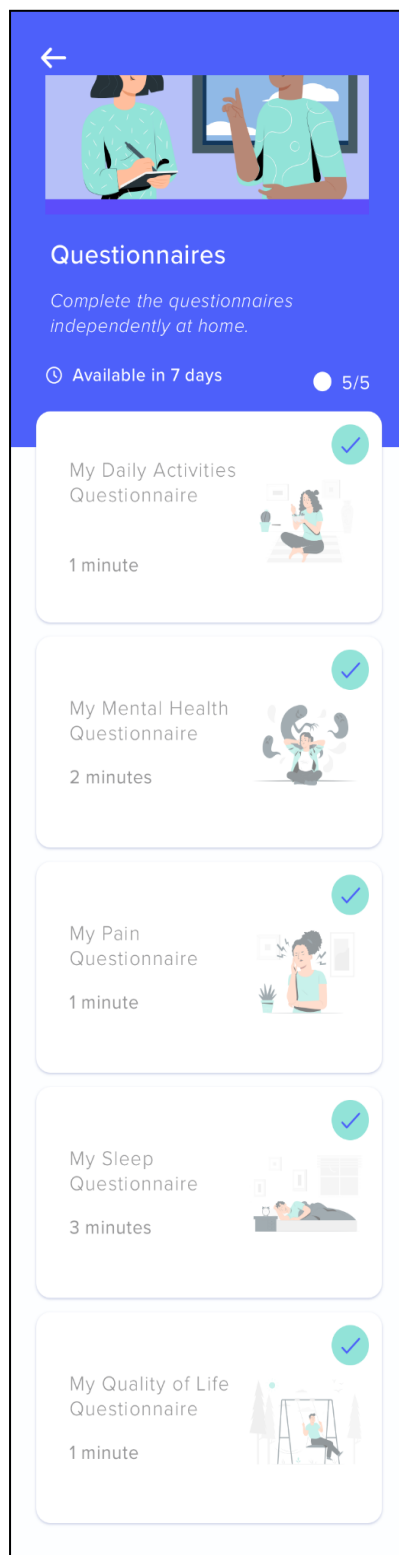 Questionnaires
Complete the questionnaires
independently at home.
Available in 7 days
5/5
My Daily Activities
Questionnaire
1 minute
My Mental Health
Questionnaire
2 minutes
My Pain
Questionnaire
1 minute
My Sleep
Questionnaire
3 minutes
My Quality of Life
Questionnaire
1 minute